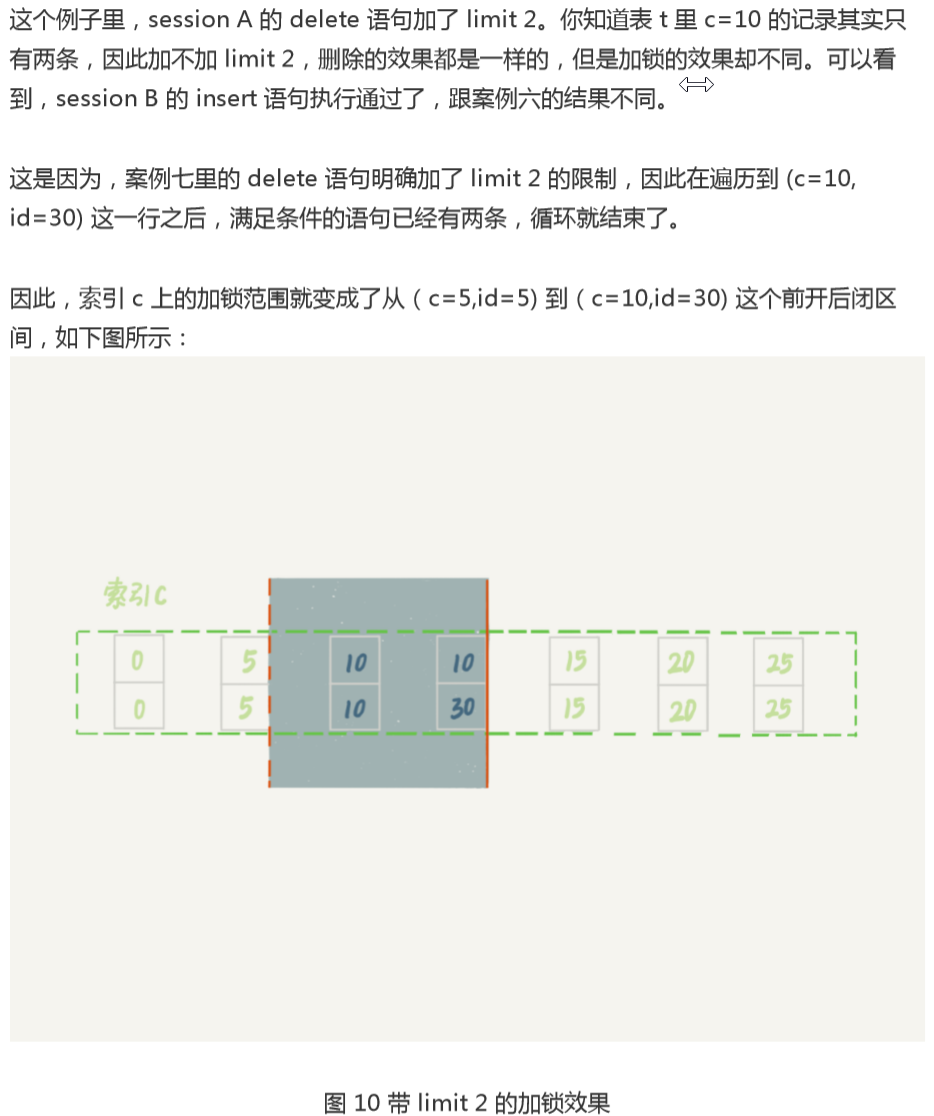 这个例子里，session A 的 delete 语句加了 limit 2。你知道表 t 里 c=10 的记录其实只
有两条，因此加不加 limit 2，删除的效果都是一样的，但是加锁的效果却不同。可以看
到，session B 的 insert 语句执行通过了，跟案例六的结果不同。
这是因为，案例七里的 delete 语句明确加了 limit 2 的限制，因此在遍历到 (c=10,
id=30) 这一行之后，满足条件的语句已经有两条，循环就结束了。
因此，索引 c 上的加锁范围就变成了从（ c=5,id=5) 到（ c=10,id=30) 这个前开后闭区
间，如下图所示：
索引C
0 5 10 10 15 20 25
0 5 10 30 15 20 25
图 10 带 limit 2 的加锁效果